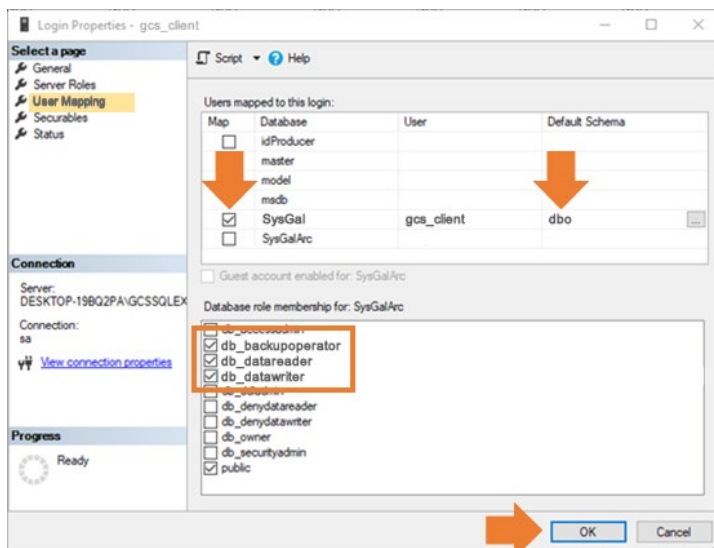 Login Properties - gcs_client
Select a page
General
Server Roles
User Mapping
Securables
Status
Script
Help
Users mapped to this login:
Map Database User Default Schema
idProducer
master
model
msdb
SysGal gcs_client dbo ...
SysGalArc
Guest account enabled for: SysGalArc
Database role membership for: SysGalArc
db_accessadmin
db_backupoperator
db_datareader
db_datawriter
db_ddladmin
db_denydatareader
db_denydatawriter
db_owner
db_securityadmin
public
Connection
Server:
DESKTOP-19BQ2PA\GCSSQLEX
Connection:
sa
View connection properties
Progress
Ready
OK Cancel